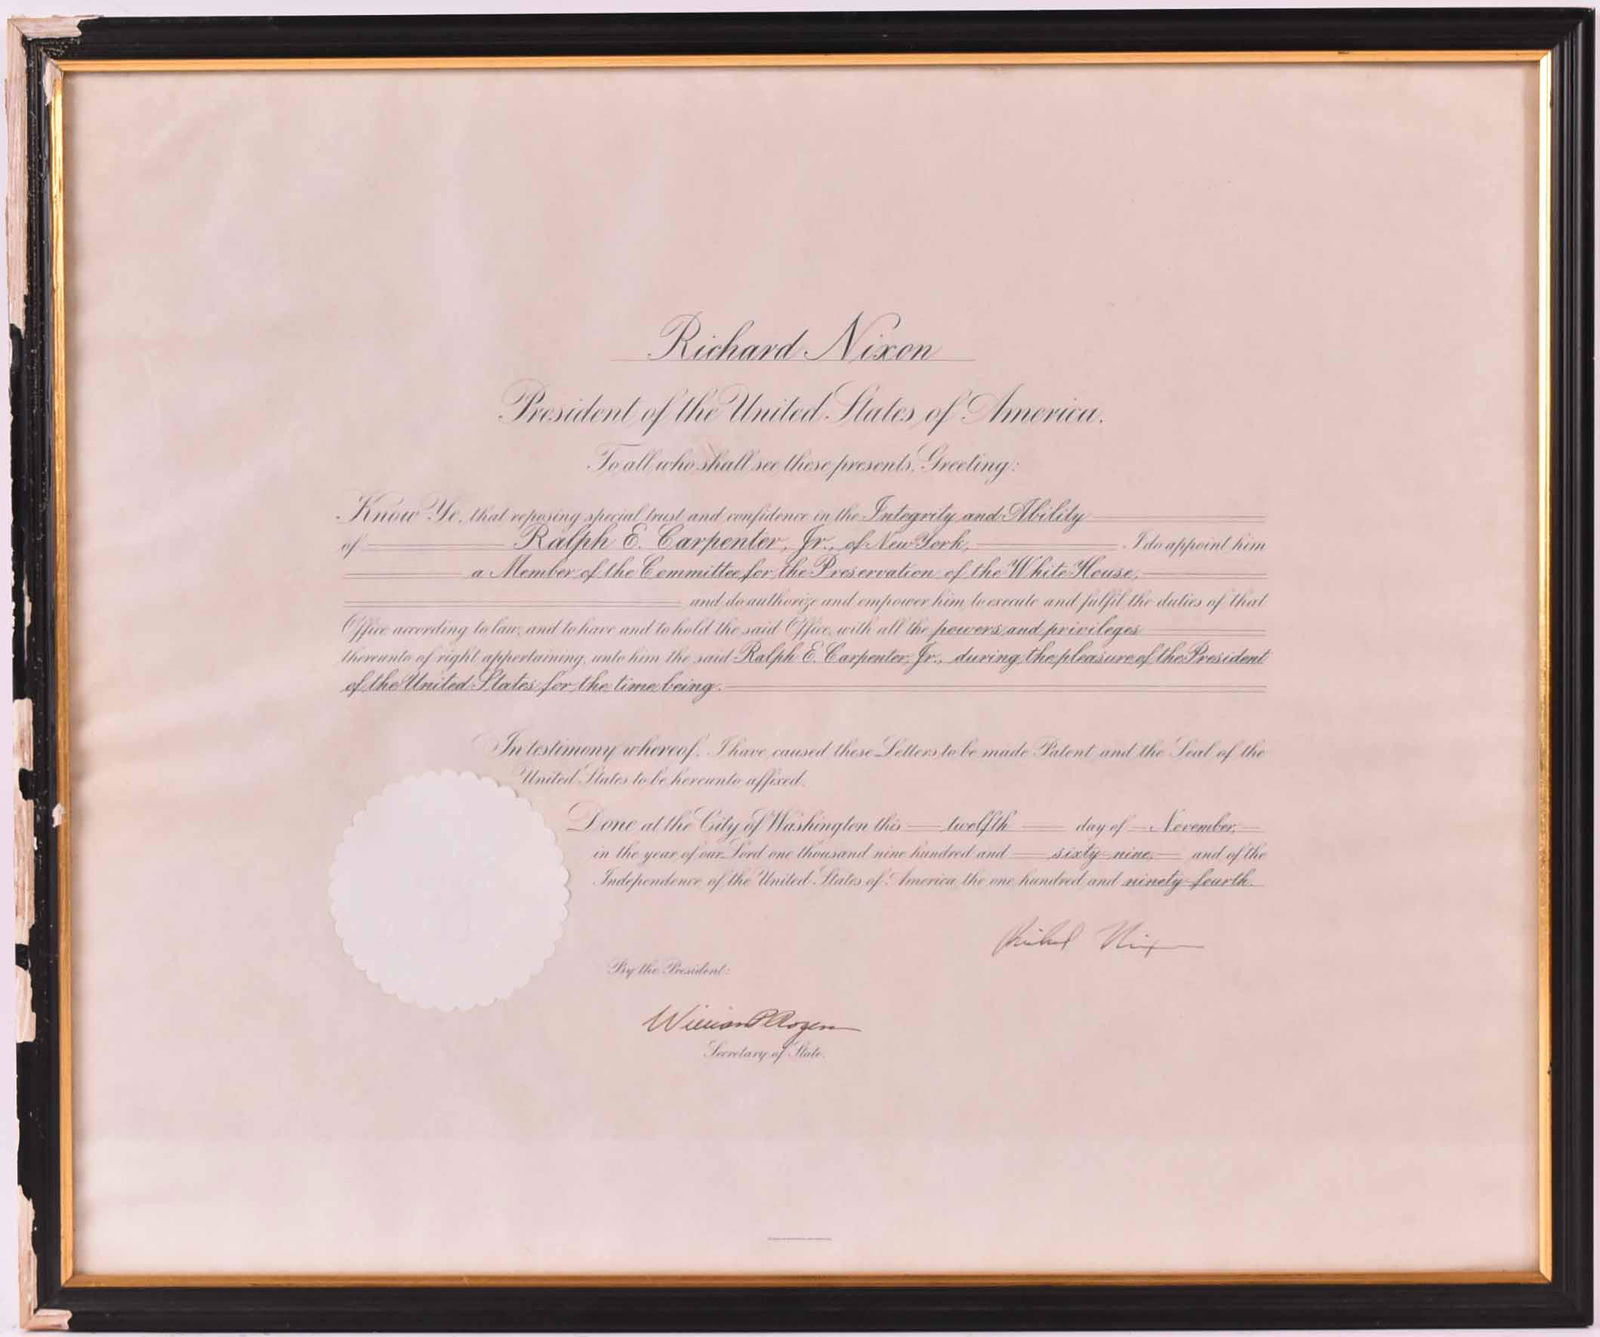 Richard Nixon
President of the United States of America.
To all who shall see these presents, Greeting:
Know Ye, that reposing special trust and confidence in the Integrity and Ability
of Ralph E. Carpenter, Jr., of New York, I do appoint him
a Member of the Committee for the Preservation of the White House,
and do authorize and empower him to execute and fulfil the duties of that
Office according to law, and to have and to hold the said Office, with all the powers and privileges
thereunto of right appertaining, unto him the said Ralph E. Carpenter, Jr., during the pleasure of the President
of the United States for the time being.
In testimony whereof, I have caused these Letters to be made Patent and the Seal of the
United States to be hereunto affixed.
Done at the City of Washington this twelfth day of November,
in the year of our Lord one thousand nine hundred and sixty-nine, and of the
Independence of the United States of America the one hundred and ninety-fourth.
Richard Nixon
By the President:
William P. Rogers
Secretary of State.